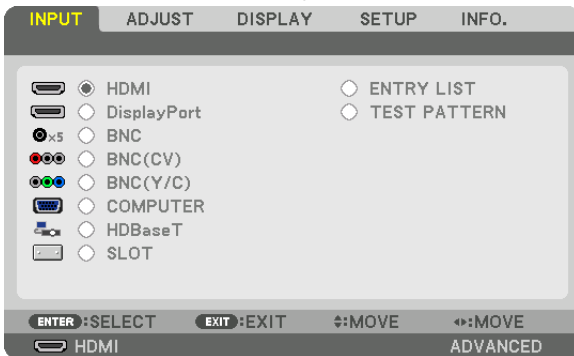 INPUT ADJUST DISPLAY SETUP INFO.
HDMI ENTRY LIST
DisplayPort TEST PATTERN
×5 BNC
BNC(CV)
BNC(Y/C)
COMPUTER
HDBaseT
SLOT
ENTER :SELECT EXIT :EXIT :MOVE :MOVE
HDMI ADVANCED